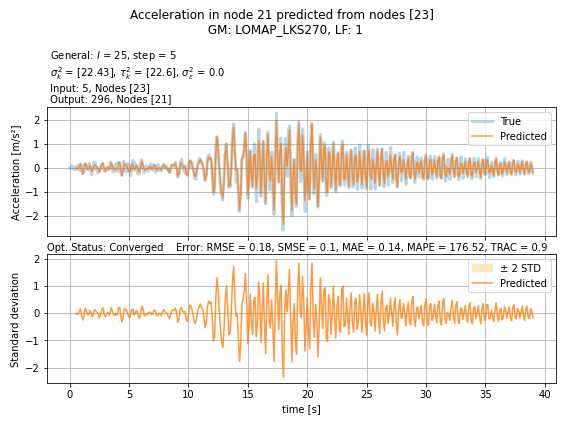 Acceleration in node 21 predicted from nodes [23]
GM: LOMAP_LKS270, LF: 1
General: l = 25, step = 5
σ²ₖ = [22.43], τ²ₖ = [22.6], σ²ε = 0.0
Input: 5, Nodes [23]
Output: 296, Nodes [21]
Acceleration [m/s²]
2
1
0
−1
−2
True
Predicted
Opt. Status: Converged    Error: RMSE = 0.18, SMSE = 0.1, MAE = 0.14, MAPE = 176.52, TRAC = 0.9
Standard deviation
2
1
0
−1
−2
± 2 STD
Predicted
0 5 10 15 20 25 30 35 40
time [s]